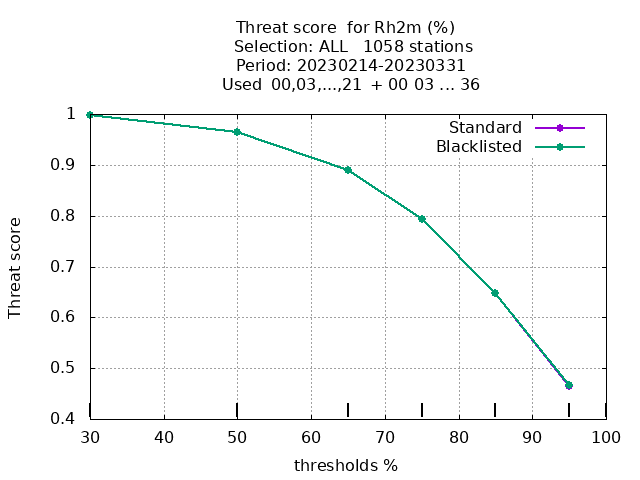 Threat score  for Rh2m (%)
Selection: ALL   1058 stations
Period: 20230214-20230331
Used  00,03,...,21  + 00 03 ... 36
Standard
Blacklisted
1
0.9
0.8
0.7
0.6
0.5
0.4
Threat score
30 40 50 60 70 80 90 100
thresholds %